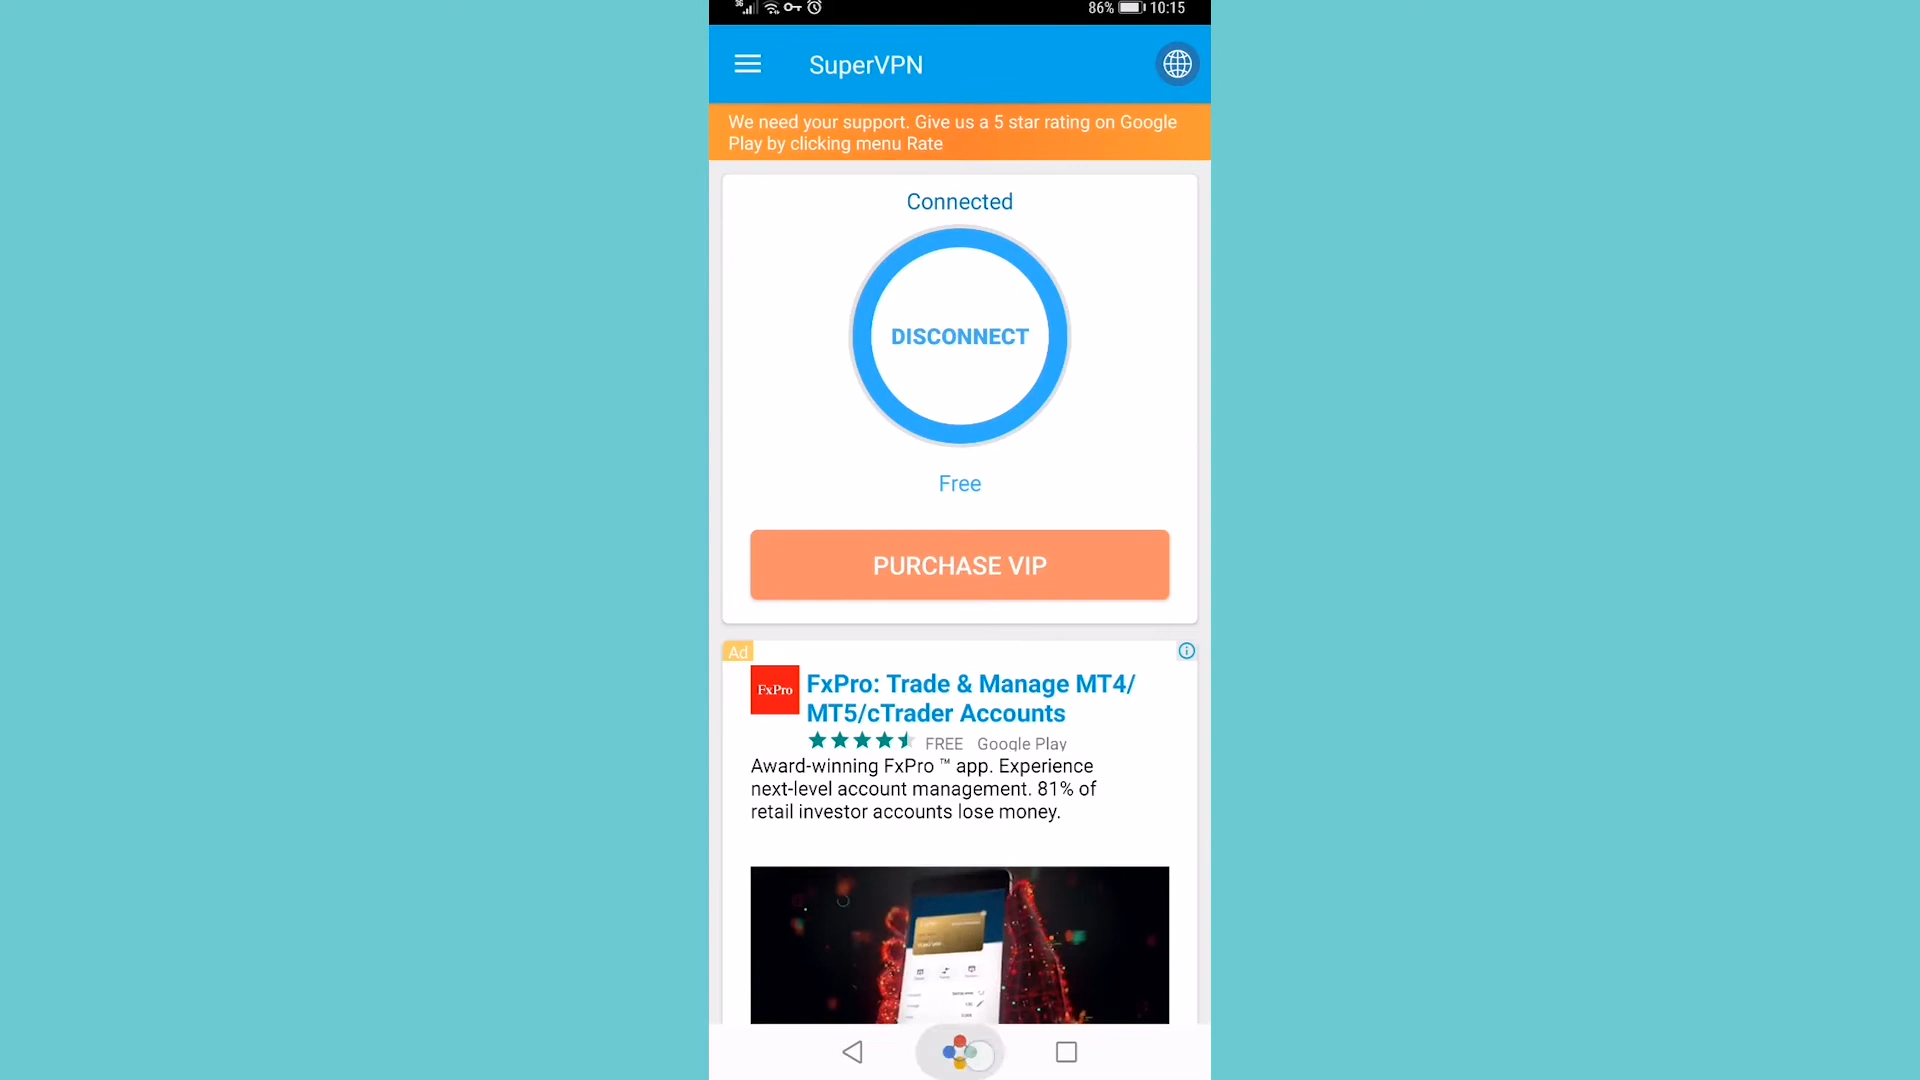 3G
86% 10:15
SuperVPN
We need your support. Give us a 5 star rating on Google
Play by clicking menu Rate
Connected
DISCONNECT
Free
PURCHASE VIP
Ad
FxPro
FxPro: Trade & Manage MT4/
MT5/cTrader Accounts
FREE Google Play
Award-winning FxPro ™ app. Experience
next-level account management. 81% of
retail investor accounts lose money.